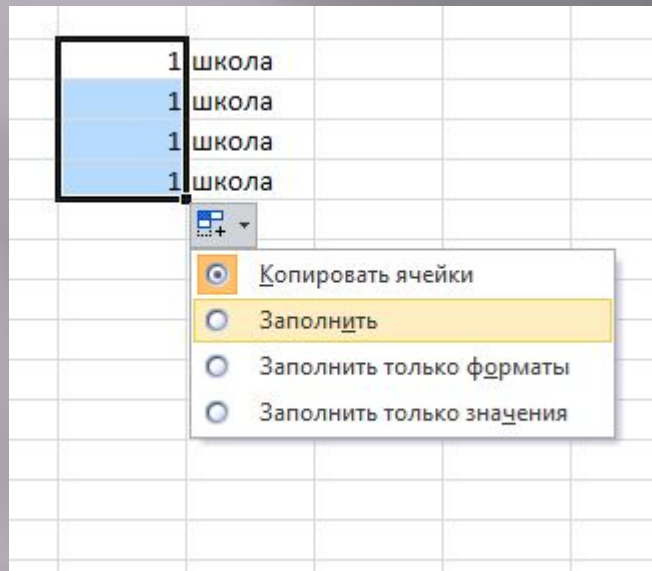 1 школа
1 школа
1 школа
1 школа
Копировать ячейки
Заполнить
Заполнить только форматы
Заполнить только значения